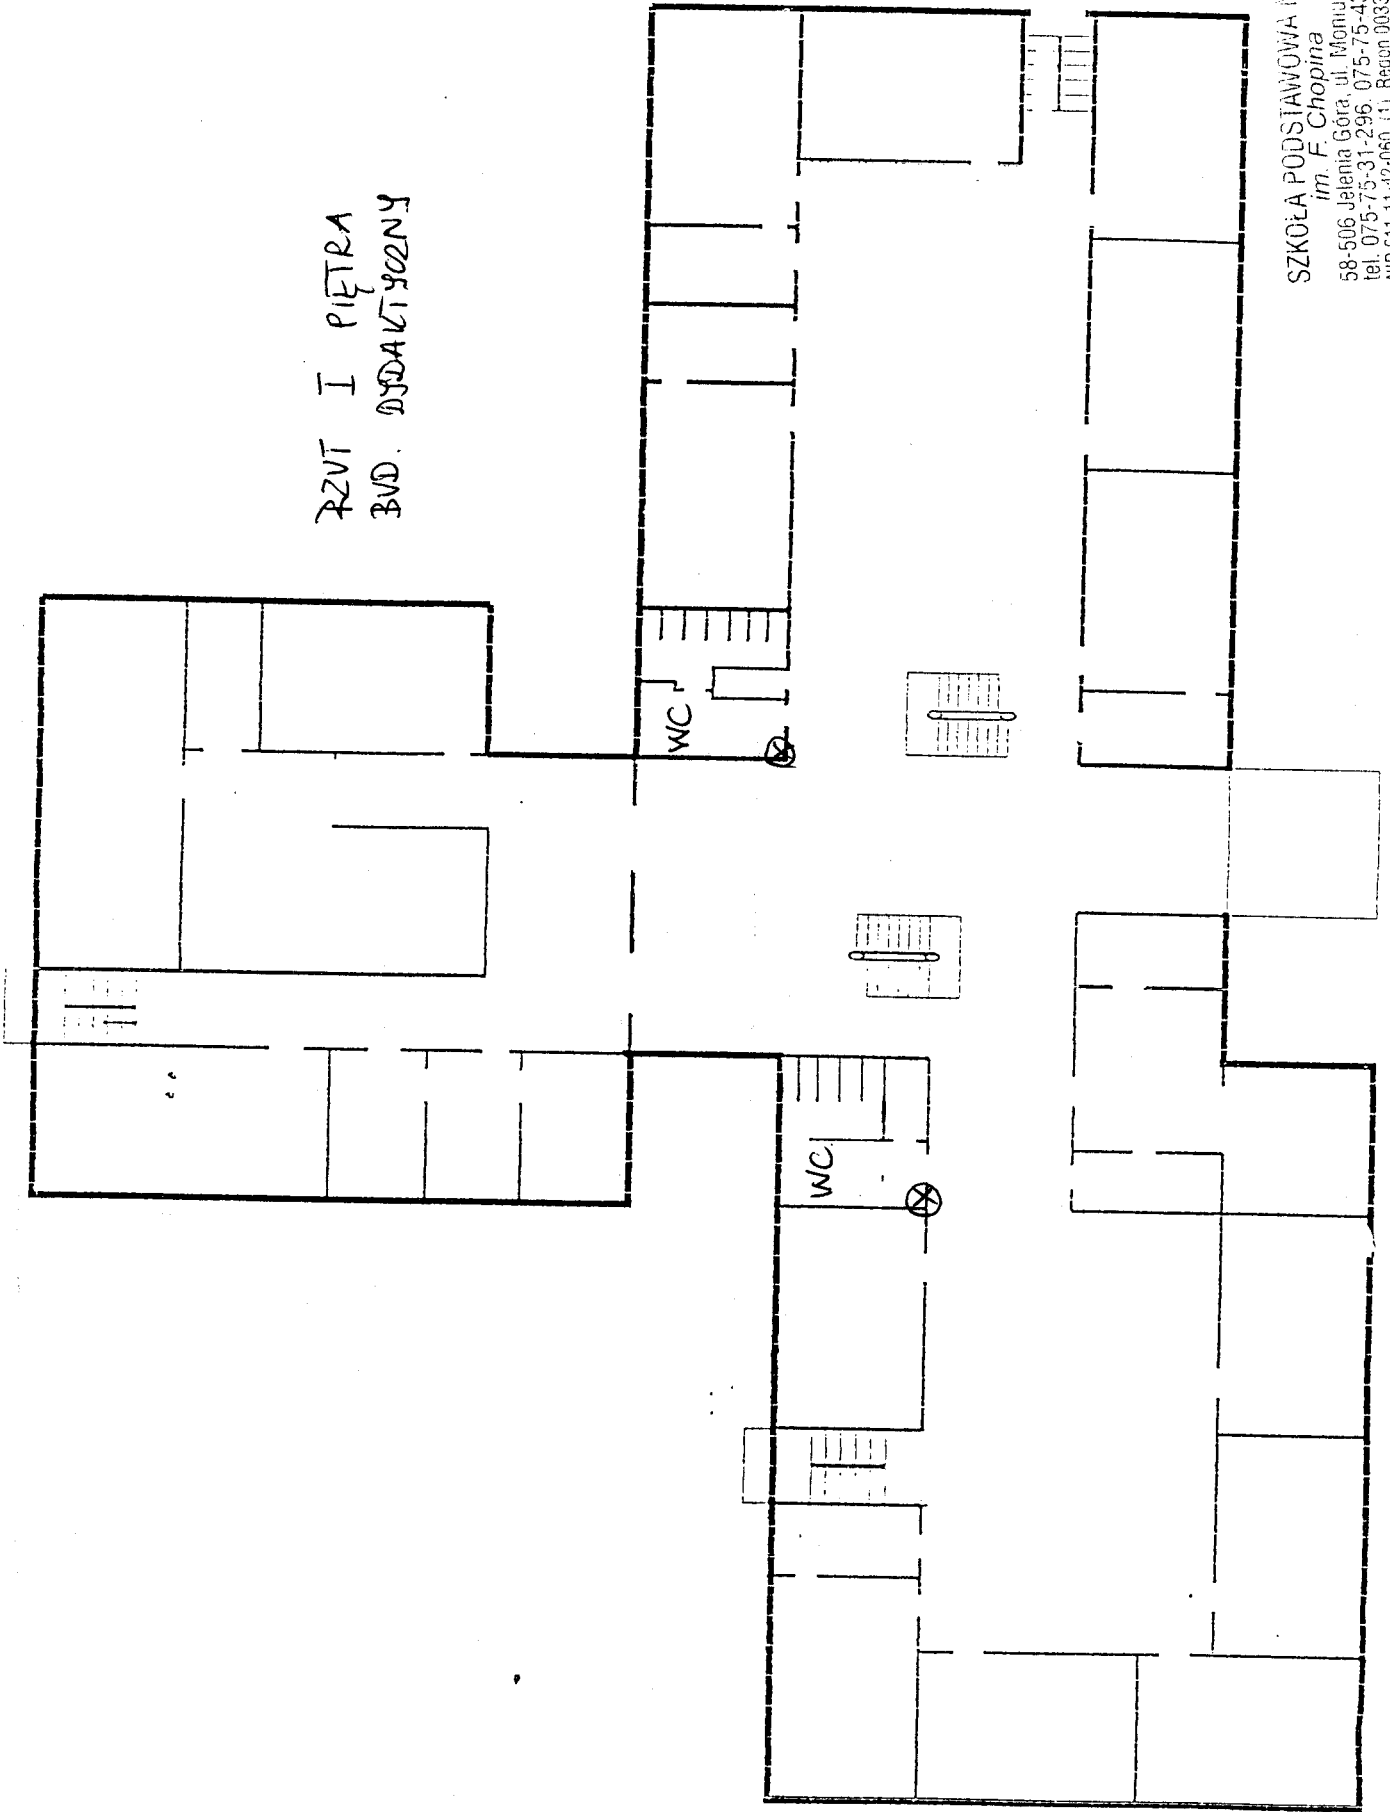 RZUT I PIĘTRA
BUD. DYDAKTYCZNY
WC
WC
SZKOŁA PODSTAWOWA
im. F. Chopina
58-506 Jelenia Góra, ul.
tel. 075-75-31-296, 075-75-4